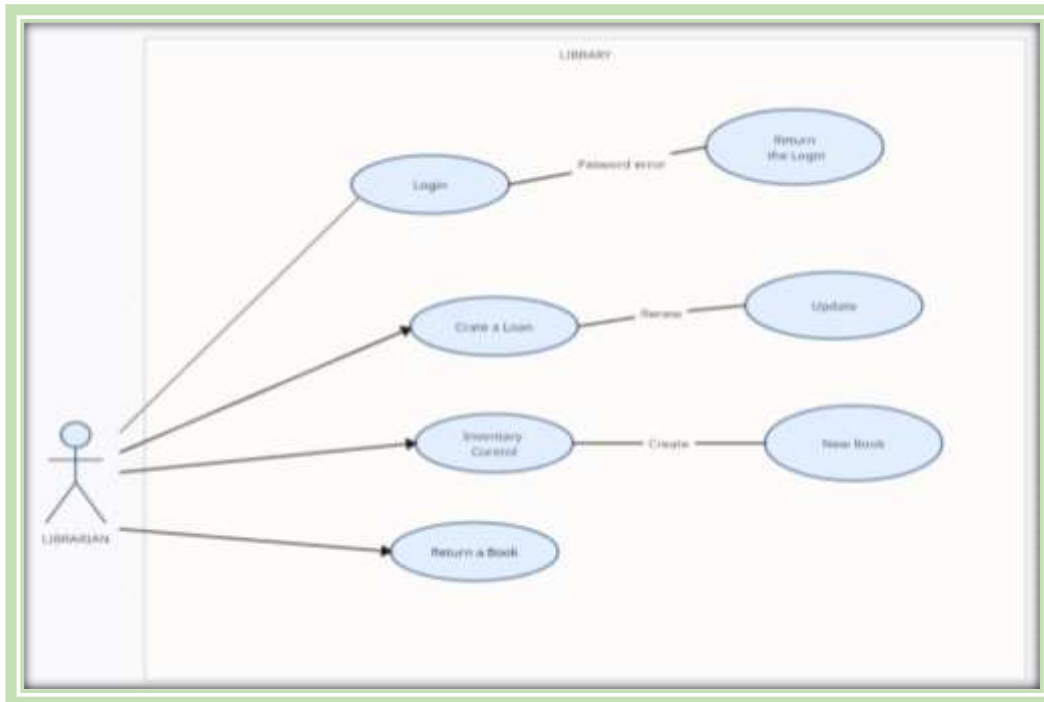 LIBRARY
Return
the Login
Password error
Login
Update
Renew
Crate a Loan
Inventary
Control
Create
New Book
LIBRARIAN
Return a Book